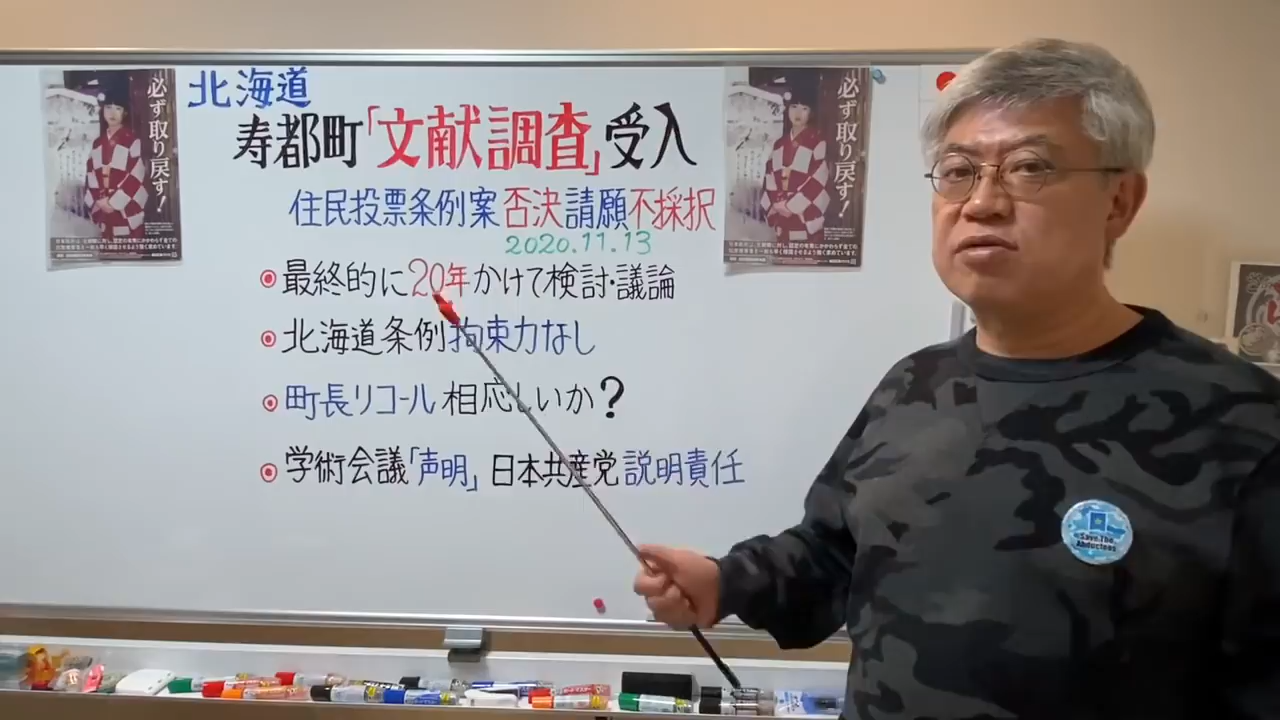 北海道
寿都町「文献調査」受入
住民投票条例案否決請願不採択
2020.11.13
◉最終的に20年かけて検討・議論
◉北海道条例拘束力なし
◉町長リコール相応しいか？
◉学術会議「声明」日本共産党説明責任
必ず取り戻す！
必ず取り戻す！
Save The
Abductees